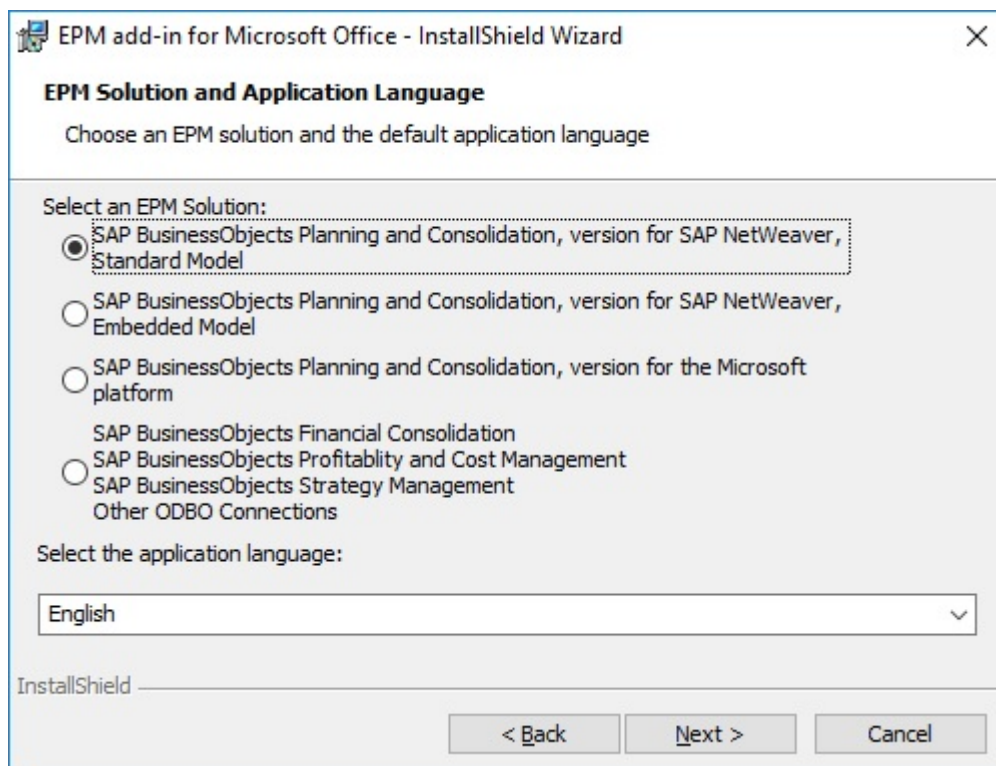 EPM add-in for Microsoft Office - InstallShield Wizard
EPM Solution and Application Language
Choose an EPM solution and the default application language
Select an EPM Solution:
SAP BusinessObjects Planning and Consolidation, version for SAP NetWeaver,
Standard Model
SAP BusinessObjects Planning and Consolidation, version for SAP NetWeaver,
Embedded Model
SAP BusinessObjects Planning and Consolidation, version for the Microsoft
platform
SAP BusinessObjects Financial Consolidation
SAP BusinessObjects Profitablity and Cost Management
SAP BusinessObjects Strategy Management
Other ODBO Connections
Select the application language:
English
InstallShield
< Back
Next >
Cancel